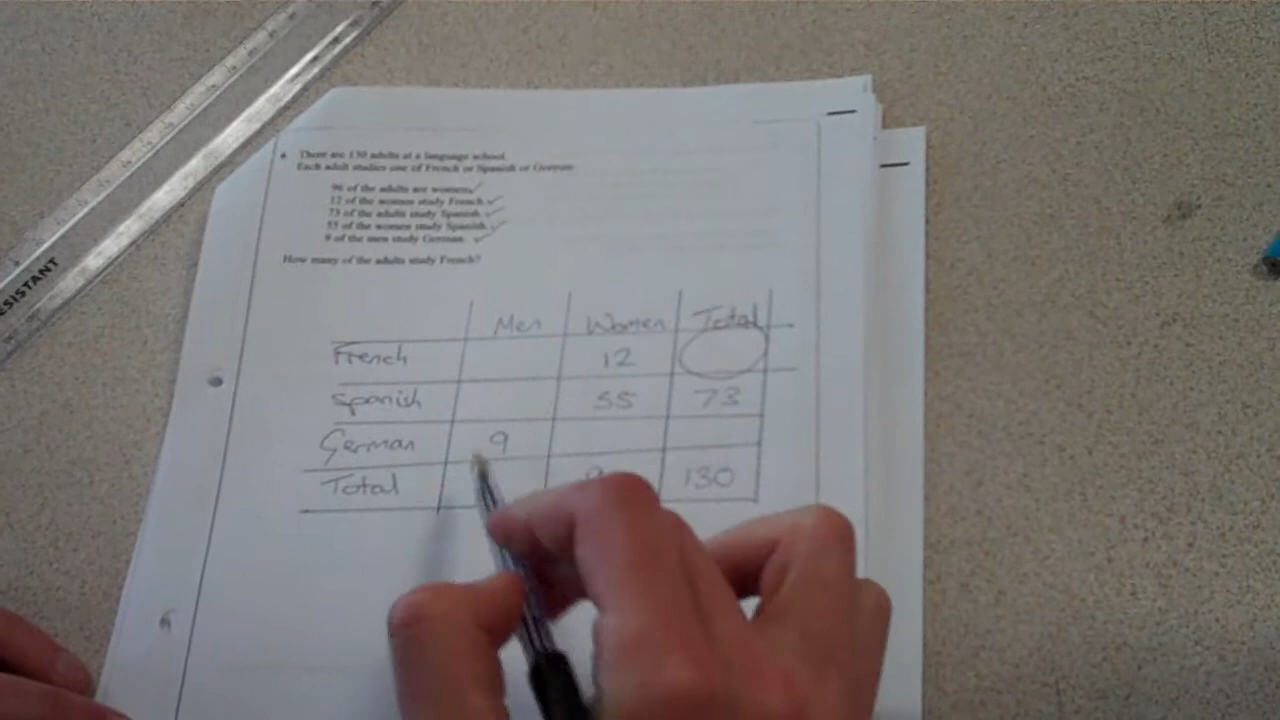 There are 130 adults at a language school.
Each adult studies one of French or Spanish or German.
96 of the adults are women.
12 of the women study French.
73 of the adults study Spanish.
55 of the women study Spanish.
9 of the men study German.
How many of the adults study French?
Men Women Total
French 12
Spanish 55 73
German 9
Total 130
SISTANT